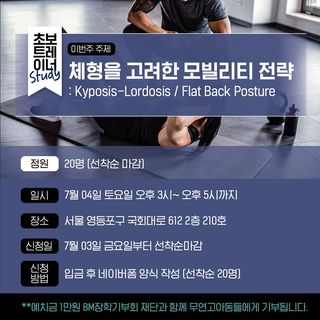 초보
트레
이너
Study
이번주 주제
체형을 고려한 모빌리티 전략
: Kyposis-Lordosis / Flat Back Posture
정원 20명 (선착순 마감)
일시 7월 04일 토요일 오후 3시~ 오후 5시까지
장소 서울 영등포구 국회대로 612 2층 210호
신청일 7월 03일 금요일부터 선착순마감
신청
방법 입금 후 네이버폼 양식 작성 (선착순 20명)
**예치금 1만원 BM장학기부회 재단과 함께 무연고아동들에게 기부됩니다.